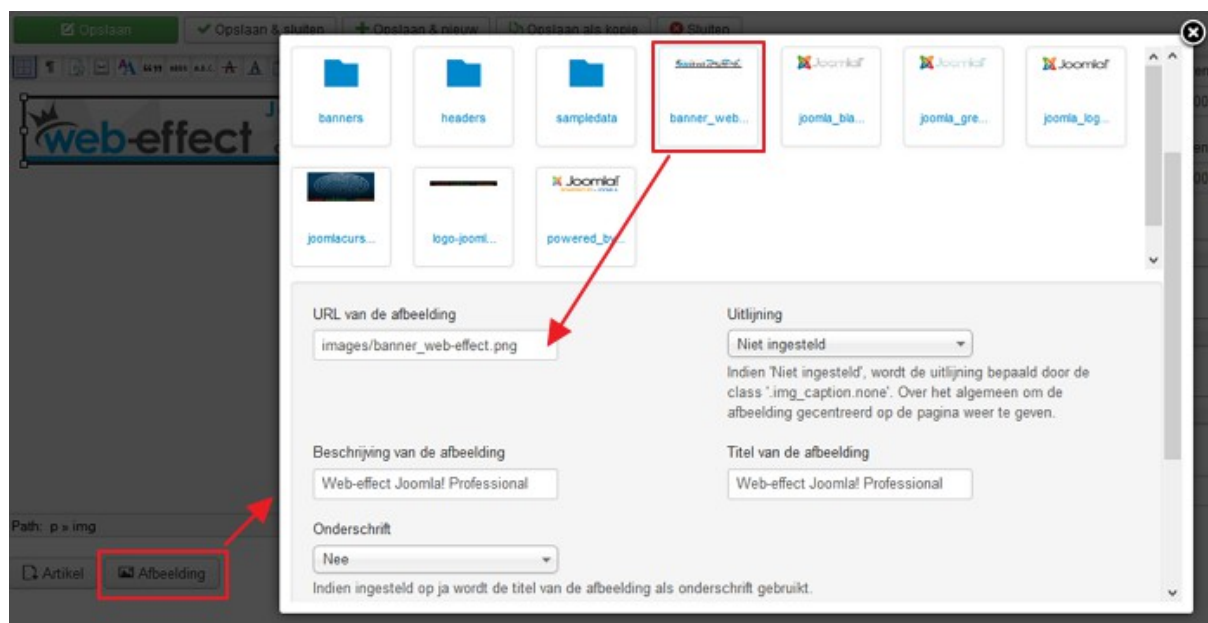 Opslaan
Opslaan & sluiten
Opslaan & nieuw
Opslaan als kopie
Sluiten
web-effect
banners
headers
sampledata
banner_web...
Joomla!
joomla_bla...
Joomla!
joomla_gre...
Joomla!
joomla_log...
joomlacurs...
logo-jooml...
Joomla!
powered_by...
URL van de afbeelding
images/banner_web-effect.png
Uitlijning
Niet ingesteld
Indien 'Niet ingesteld', wordt de uitlijning bepaald door de
class '.img_caption.none'. Over het algemeen om de
afbeelding gecentreerd op de pagina weer te geven.
Beschrijving van de afbeelding
Web-effect Joomla! Professional
Titel van de afbeelding
Web-effect Joomla! Professional
Onderschrift
Nee
Indien ingesteld op ja wordt de titel van de afbeelding als onderschrift gebruikt.
Path: p » img
Artikel
Afbeelding